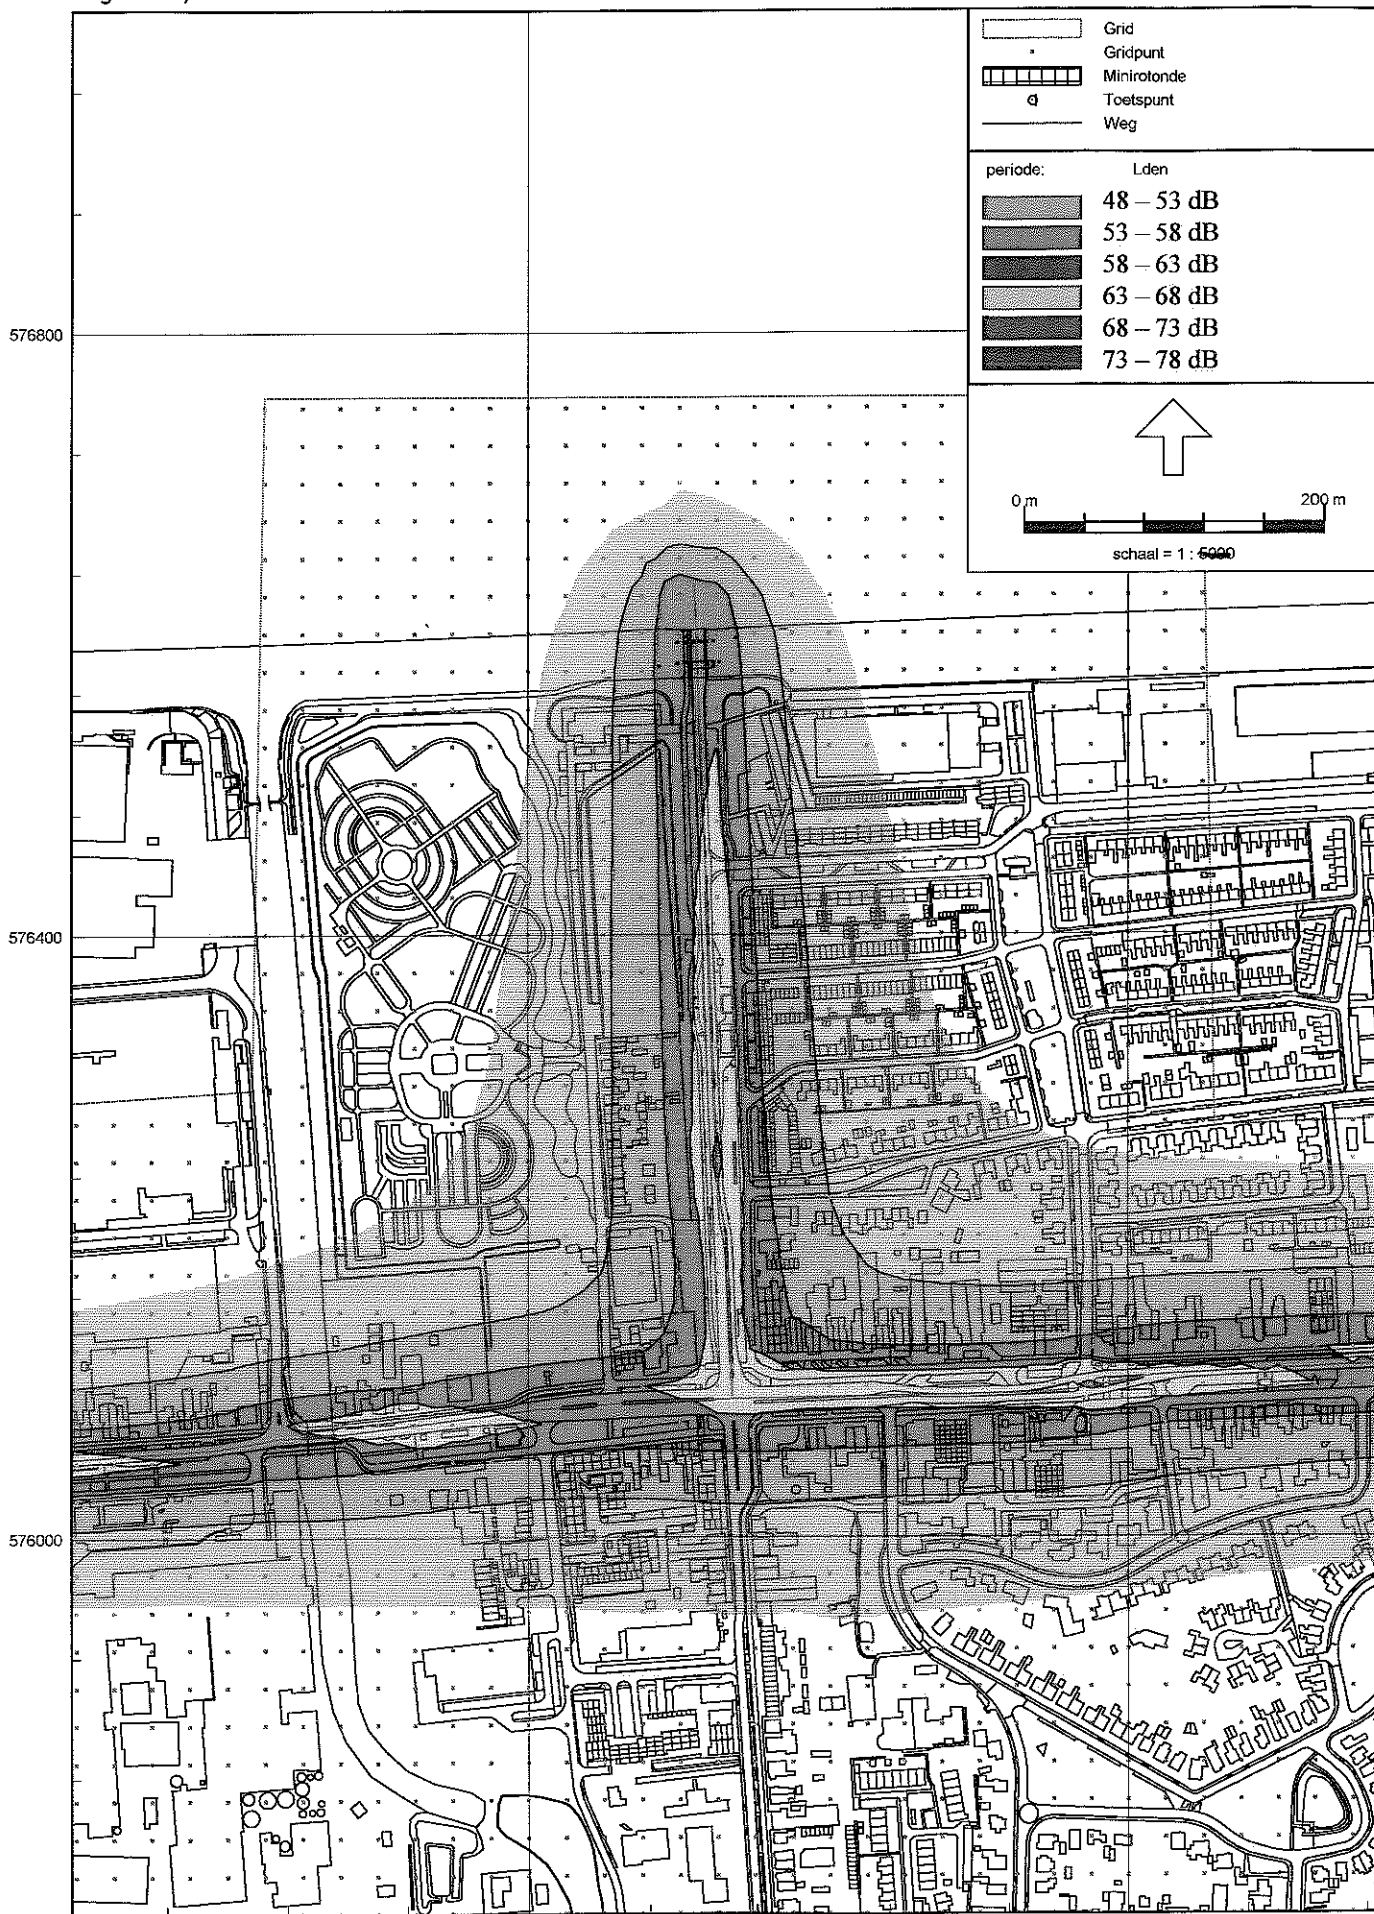 Grid
Gridpunt
Minirotonde
Toetspunt
Weg
periode: Lden
48 – 53 dB
53 – 58 dB
58 – 63 dB
63 – 68 dB
68 – 73 dB
73 – 78 dB
0 m 200 m
schaal = 1 : 5000
576800
576400
576000